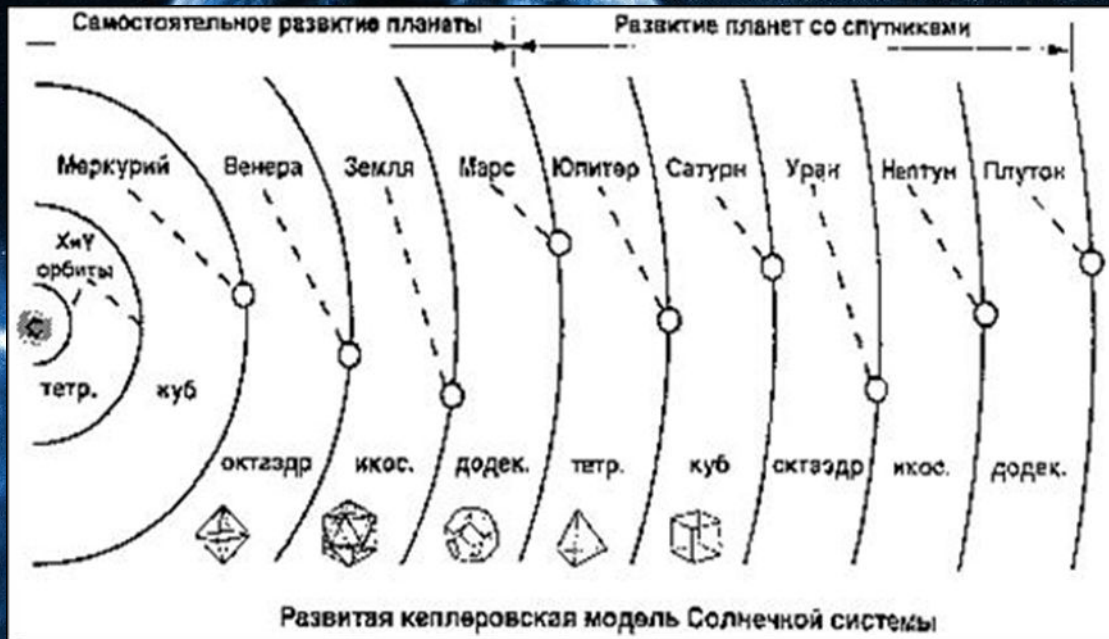 Самостоятельное развитие планеты
Развитие планет со спутниками
Меркурий Венера Земля Марс Юпитер Сатурн Уран Нептун Плутон
ХиУ
орбиты
С
тетр. куб
октаэдр икос. додек. тетр. куб октаэдр икос. додек.
Развитая кеплеровская модель Солнечной системы